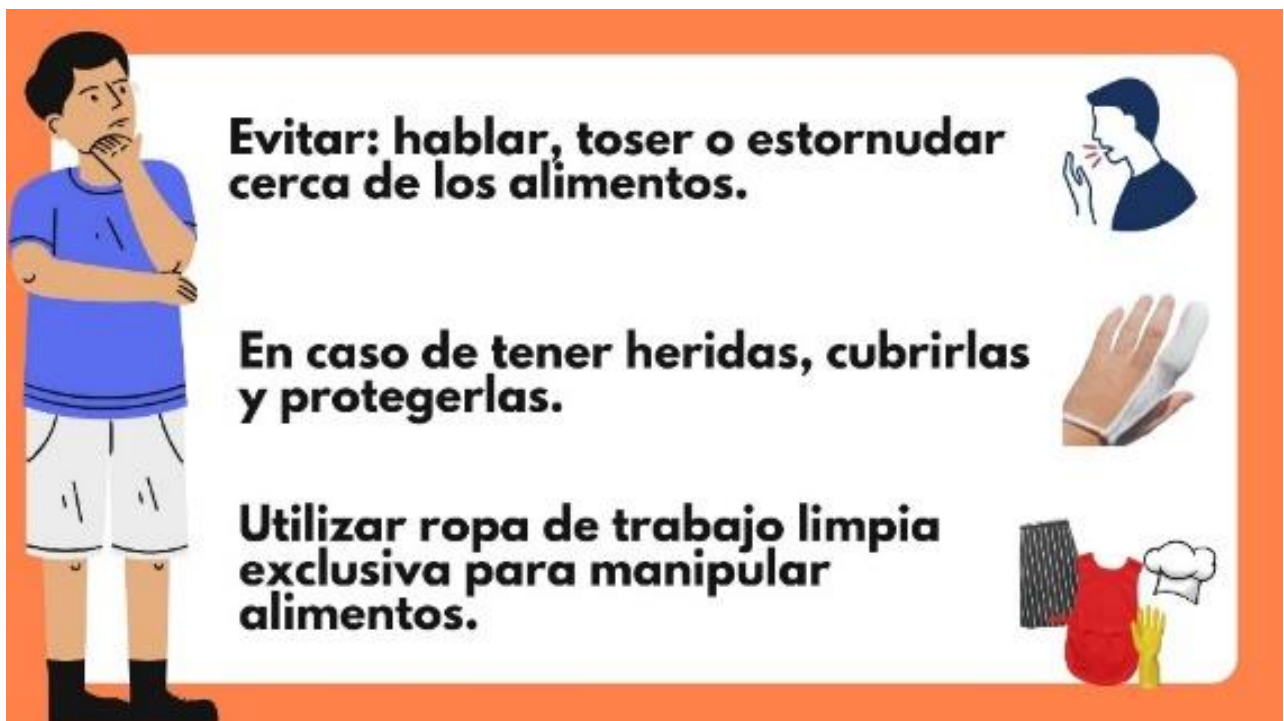 Evitar: hablar, toser o estornudar
cerca de los alimentos.
En caso de tener heridas, cubrirlas
y protegerlas.
Utilizar ropa de trabajo limpia
exclusiva para manipular
alimentos.